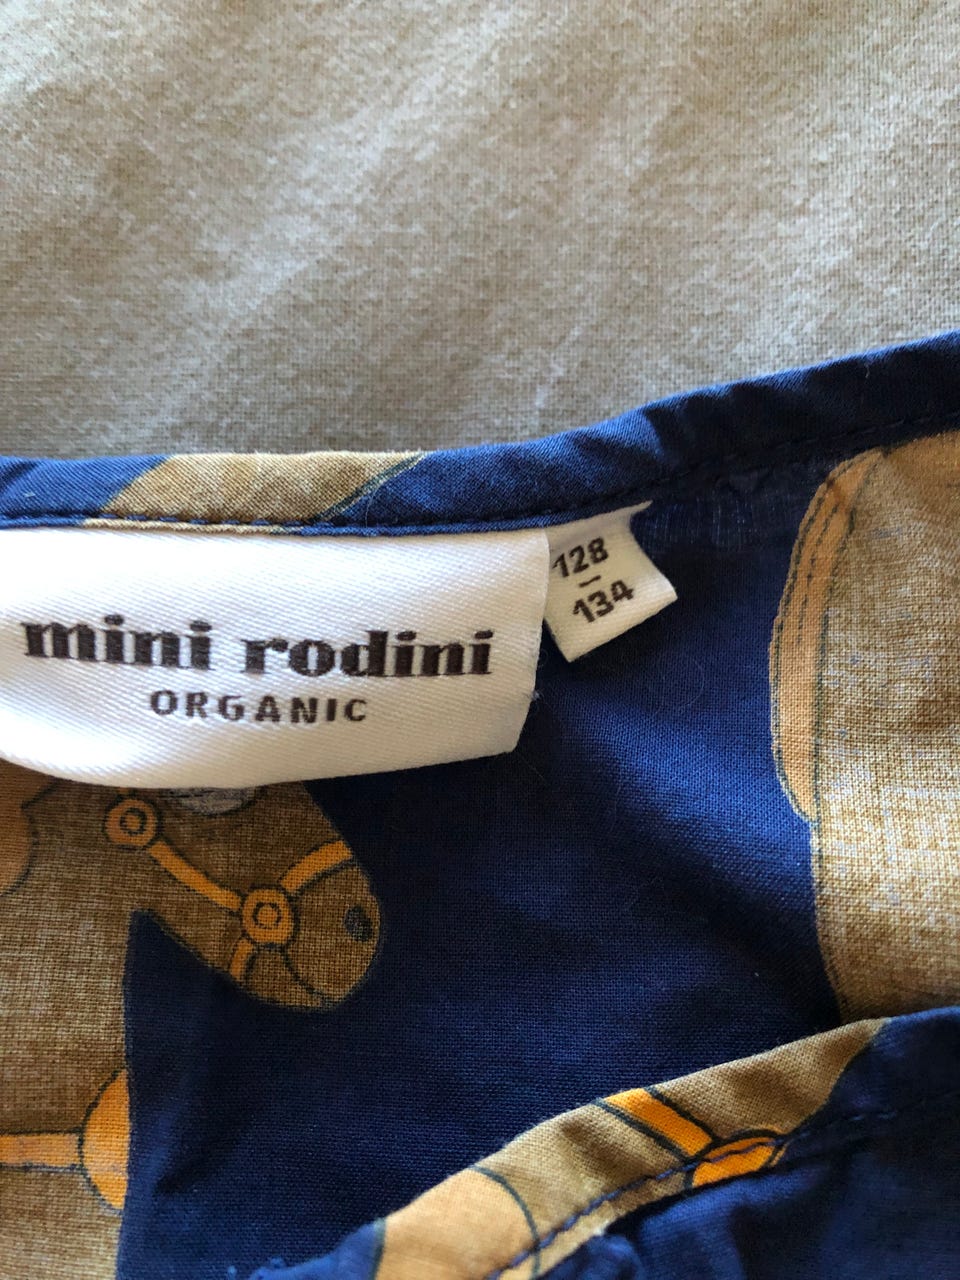 mini rodini
ORGANIC
128
–
134